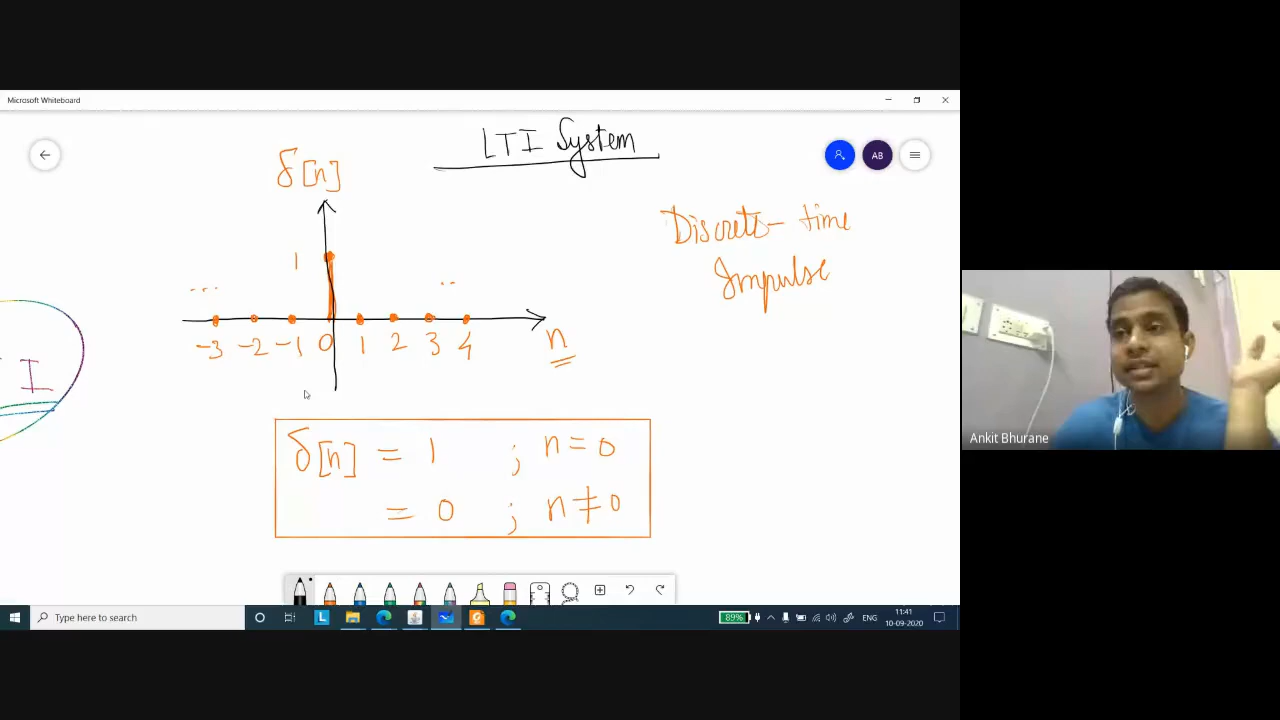 Microsoft Whiteboard
LTI System
AB
δ[n]
Discrete-time
Impulse
1
... ..
-3 -2 -1 0 1 2 3 4 n
I
δ[n] = 1 ; n=0
= 0 ; n≠0
Ankit Bhurane
Type here to search
89%
ENG
11:41
10-09-2020